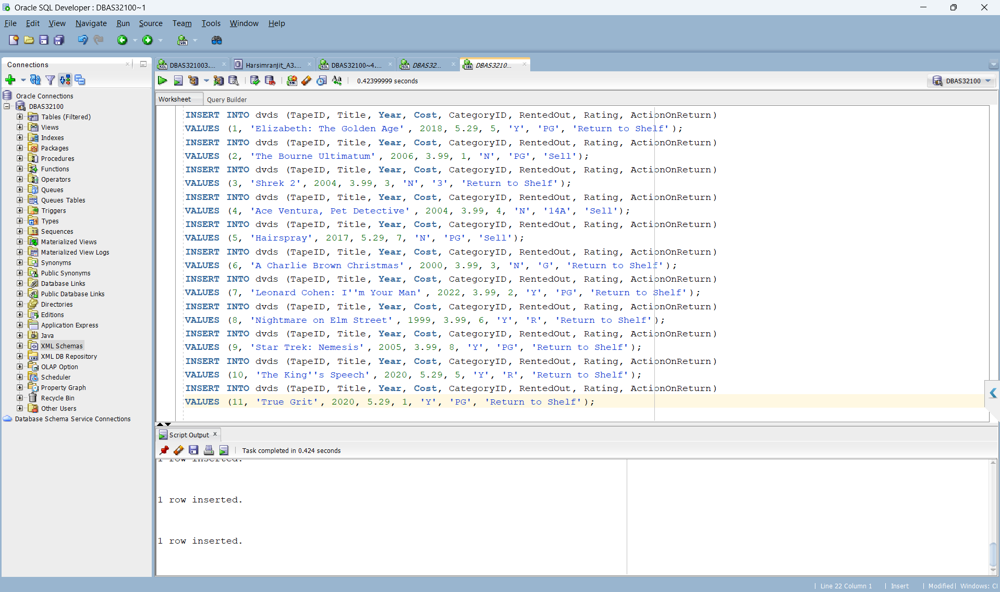 Oracle SQL Developer : DBAS32100~1
File Edit View Navigate Run Source Team Tools Window Help
Connections
DBAS321003.... Harsimranjit_A3.... DBAS32100~4.... DBAS32... DBAS3210...
0.42399999 seconds
DBAS32100
Worksheet Query Builder
Oracle Connections
DBAS32100
Tables (Filtered)
Views
Indexes
Packages
Procedures
Functions
Operators
Queues
Queues Tables
Triggers
Types
Sequences
Materialized Views
Materialized View Logs
Synonyms
Public Synonyms
Database Links
Public Database Links
Directories
Editions
Application Express
Java
XML Schemas
XML DB Repository
OLAP Option
Scheduler
Property Graph
Recycle Bin
Other Users
Database Schema Service Connections
INSERT INTO dvds (TapeID, Title, Year, Cost, CategoryID, RentedOut, Rating, ActionOnReturn)
VALUES (1, 'Elizabeth: The Golden Age', 2018, 5.29, 5, 'Y', 'PG', 'Return to Shelf');
INSERT INTO dvds (TapeID, Title, Year, Cost, CategoryID, RentedOut, Rating, ActionOnReturn)
VALUES (2, 'The Bourne Ultimatum', 2006, 3.99, 1, 'N', 'PG', 'Sell');
INSERT INTO dvds (TapeID, Title, Year, Cost, CategoryID, RentedOut, Rating, ActionOnReturn)
VALUES (3, 'Shrek 2', 2004, 3.99, 3, 'N', '3', 'Return to Shelf');
INSERT INTO dvds (TapeID, Title, Year, Cost, CategoryID, RentedOut, Rating, ActionOnReturn)
VALUES (4, 'Ace Ventura, Pet Detective', 2004, 3.99, 4, 'N', '14A', 'Sell');
INSERT INTO dvds (TapeID, Title, Year, Cost, CategoryID, RentedOut, Rating, ActionOnReturn)
VALUES (5, 'Hairspray', 2017, 5.29, 7, 'N', 'PG', 'Sell');
INSERT INTO dvds (TapeID, Title, Year, Cost, CategoryID, RentedOut, Rating, ActionOnReturn)
VALUES (6, 'A Charlie Brown Christmas', 2000, 3.99, 3, 'N', 'G', 'Return to Shelf');
INSERT INTO dvds (TapeID, Title, Year, Cost, CategoryID, RentedOut, Rating, ActionOnReturn)
VALUES (7, 'Leonard Cohen: I''m Your Man', 2022, 3.99, 2, 'Y', 'PG', 'Return to Shelf');
INSERT INTO dvds (TapeID, Title, Year, Cost, CategoryID, RentedOut, Rating, ActionOnReturn)
VALUES (8, 'Nightmare on Elm Street', 1999, 3.99, 6, 'Y', 'R', 'Return to Shelf');
INSERT INTO dvds (TapeID, Title, Year, Cost, CategoryID, RentedOut, Rating, ActionOnReturn)
VALUES (9, 'Star Trek: Nemesis', 2005, 3.99, 8, 'Y', 'PG', 'Return to Shelf');
INSERT INTO dvds (TapeID, Title, Year, Cost, CategoryID, RentedOut, Rating, ActionOnReturn)
VALUES (10, 'The King''s Speech', 2020, 5.29, 5, 'Y', 'R', 'Return to Shelf');
INSERT INTO dvds (TapeID, Title, Year, Cost, CategoryID, RentedOut, Rating, ActionOnReturn)
VALUES (11, 'True Grit', 2020, 5.29, 1, 'Y', 'PG', 'Return to Shelf');
Script Output
Task completed in 0.424 seconds
1 row inserted.
1 row inserted.
1 row inserted.
Line 22 Column 1 | Insert | Modified | Windows: Cl